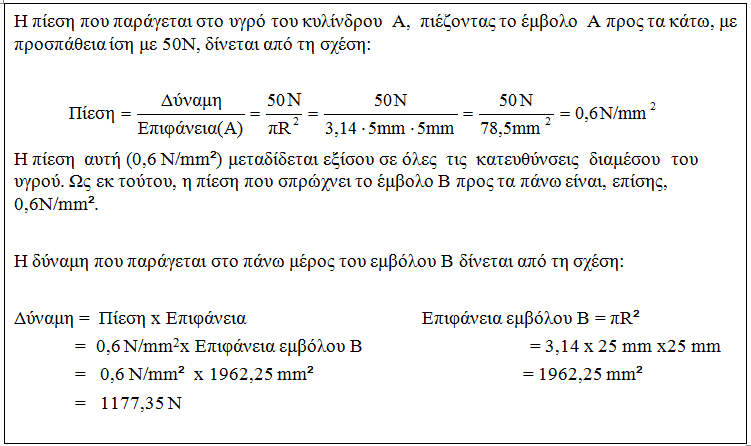 Η πίεση που παράγεται στο υγρό του κυλίνδρου Α, πιέζοντας το έμβολο Α προς τα κάτω, με
προσπάθεια ίση με 50Ν, δίνεται από τη σχέση:
Πίεση = Δύναμη / Επιφάνεια(Α) = 50 N / πR² = 50 N / 3,14 · 5mm · 5mm = 50 N / 78,5mm ² = 0,6 N/mm ²
Η πίεση αυτή (0,6 N/mm²) μεταδίδεται εξίσου σε όλες τις κατευθύνσεις διαμέσου του
υγρού. Ως εκ τούτου, η πίεση που σπρώχνει το έμβολο Β προς τα πάνω είναι, επίσης,
0,6N/mm².
Η δύναμη που παράγεται στο πάνω μέρος του εμβόλου Β δίνεται από τη σχέση:
Δύναμη = Πίεση x Επιφάνεια Επιφάνεια εμβόλου Β = πR²
= 0,6 N/mm²x Επιφάνεια εμβόλου Β = 3,14 x 25 mm x25 mm
= 0,6 N/mm² x 1962,25 mm² = 1962,25 mm²
= 1177,35 N